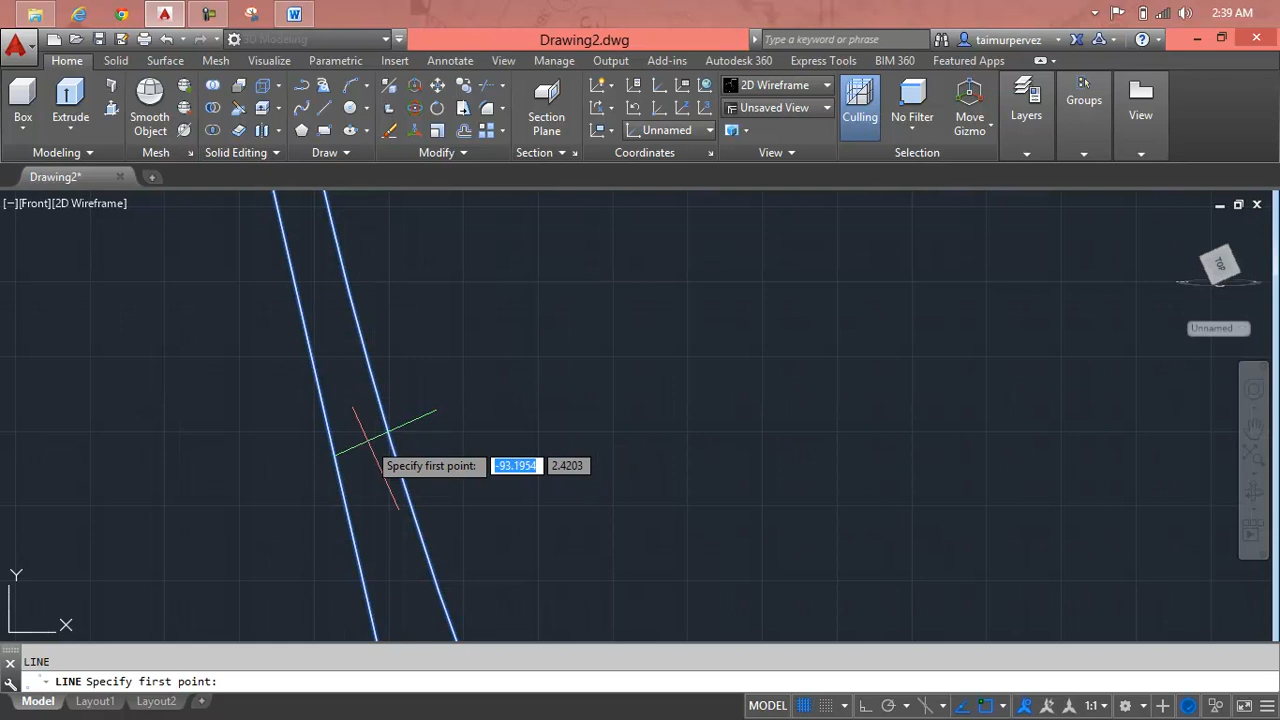 2:39 AM
3D Modeling
Drawing2.dwg
Type a keyword or phrase
taimurpervez
Home Solid Surface Mesh Visualize Parametric Insert Annotate View Manage Output Add-ins Autodesk 360 Express Tools BIM 360 Featured Apps
2D Wireframe
Unsaved View
Unnamed
Box Extrude Smooth Object Section Plane Culling No Filter Move Gizmo Layers Groups View
Modeling Mesh Solid Editing Draw Modify Section Coordinates View Selection
Drawing2*
[−][Front][2D Wireframe]
TOP
Unnamed
Specify first point: -93.1954 2.4203
Y
X
LINE
LINE Specify first point:
Model Layout1 Layout2 MODEL 1:1